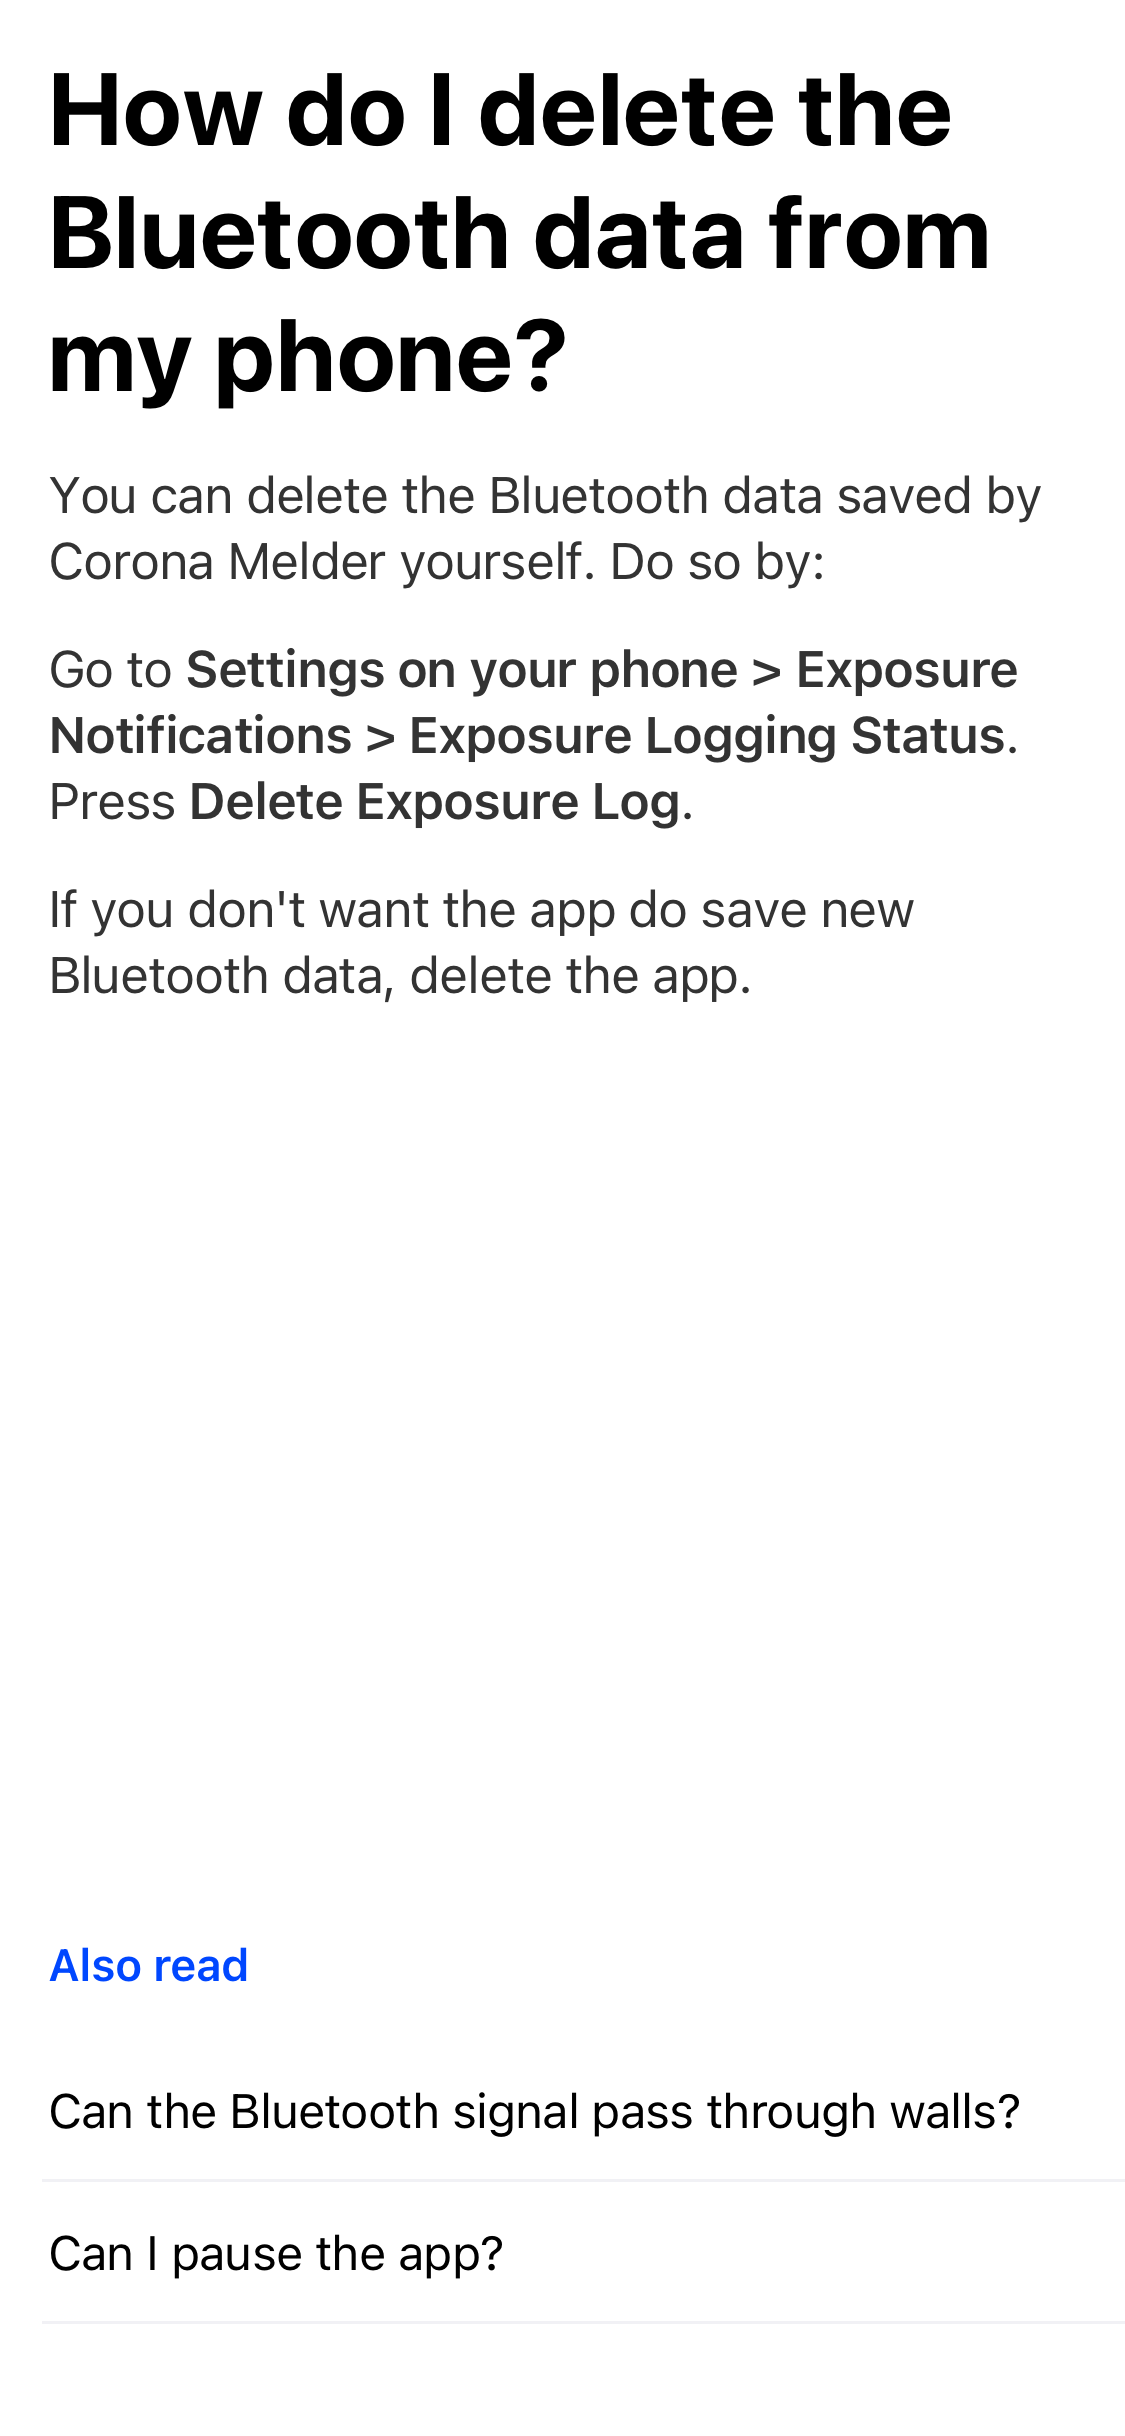 How do I delete the
Bluetooth data from
my phone?
You can delete the Bluetooth data saved by
Corona Melder yourself. Do so by:
Go to Settings on your phone > Exposure
Notifications > Exposure Logging Status.
Press Delete Exposure Log.
If you don't want the app do save new
Bluetooth data, delete the app.
Also read
Can the Bluetooth signal pass through walls?
Can I pause the app?